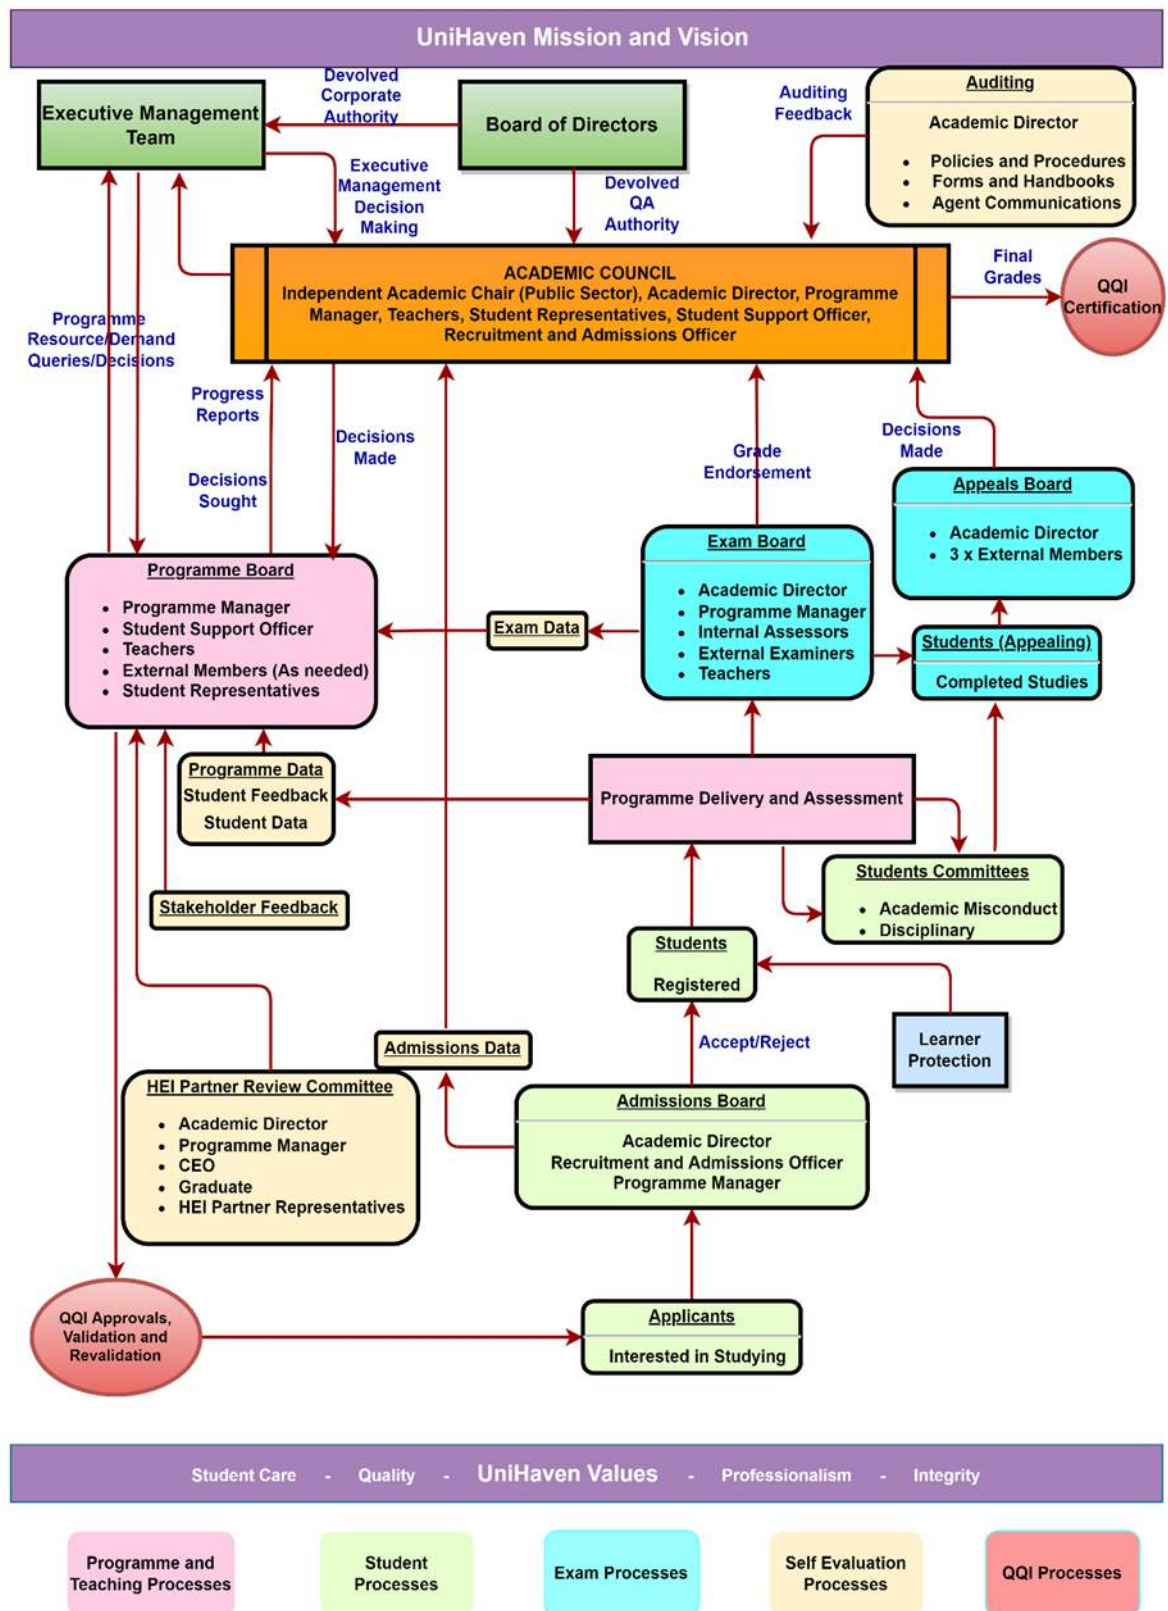 UniHaven Mission and Vision
Devolved
Corporate
Authority
Executive Management
Team
Board of Directors
Auditing
Feedback
Auditing
Academic Director
• Policies and Procedures
• Forms and Handbooks
• Agent Communications
Executive
Management
Decision
Making
Devolved
QA
Authority
ACADEMIC COUNCIL
Independent Academic Chair (Public Sector), Academic Director, Programme
Manager, Teachers, Student Representatives, Student Support Officer,
Recruitment and Admissions Officer
Final
Grades
QQI
Certification
Programme
Resource/Demand
Queries/Decisions
Progress
Reports
Decisions
Sought
Decisions
Made
Grade
Endorsement
Decisions
Made
Appeals Board
• Academic Director
• 3 x External Members
Programme Board
• Programme Manager
• Student Support Officer
• Teachers
• External Members (As needed)
• Student Representatives
Exam Data
Exam Board
• Academic Director
• Programme Manager
• Internal Assessors
• External Examiners
• Teachers
Students (Appealing)
Completed Studies
Programme Data
Student Feedback
Student Data
Programme Delivery and Assessment
Stakeholder Feedback
Students Committees
• Academic Misconduct
• Disciplinary
Students
Registered
Learner
Protection
Admissions Data
Accept/Reject
HEI Partner Review Committee
• Academic Director
• Programme Manager
• CEO
• Graduate
• HEI Partner Representatives
Admissions Board
Academic Director
Recruitment and Admissions Officer
Programme Manager
QQI Approvals,
Validation and
Revalidation
Applicants
Interested in Studying
Student Care - Quality - UniHaven Values - Professionalism - Integrity
Programme and
Teaching Processes
Student
Processes
Exam Processes
Self Evaluation
Processes
QQI Processes